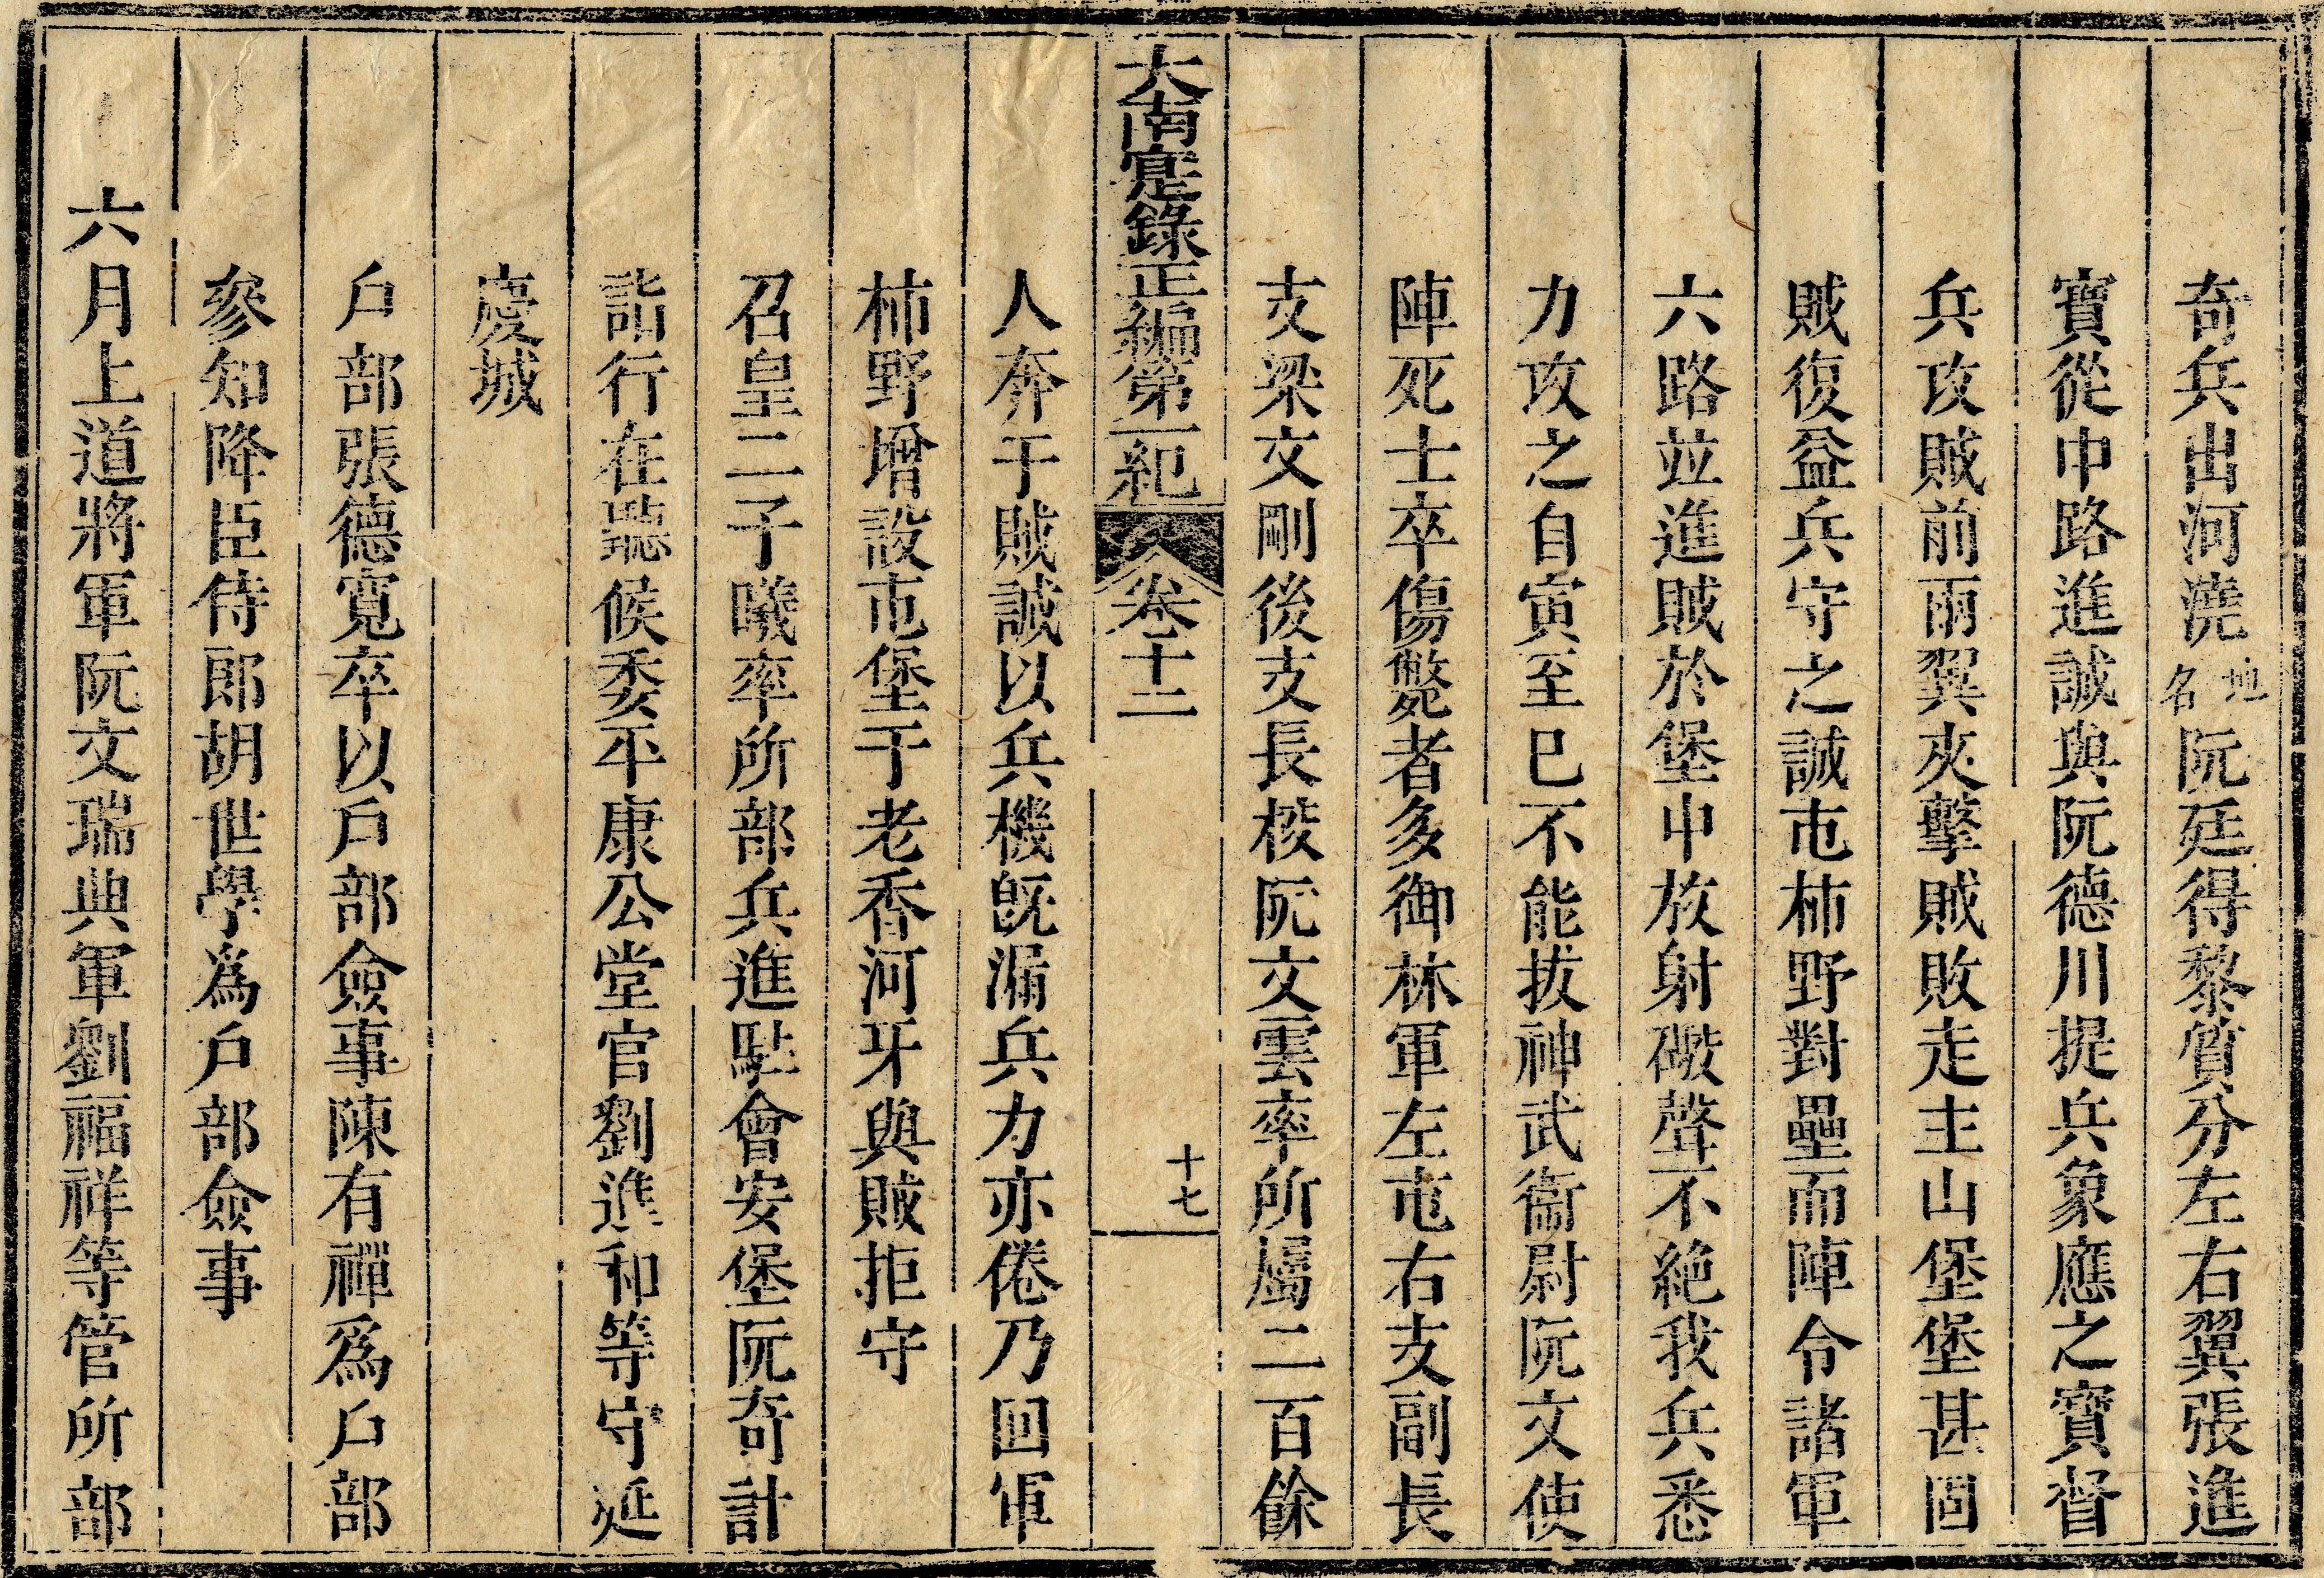 奇兵出河澆地名阮廷得黎質分左右翼張進
寶從中路進誠與阮德川提兵象應之寶督
兵攻賊前兩翼夾擊賊敗走主山堡堡甚固
賊復益兵守之誠屯柿野對壘而陣令諸軍
六路並進賊於堡中放射礮聲不絕我兵悉
力攻之自寅至巳不能拔神武衞尉阮文使
陣死士卒傷斃者多御林軍左屯右支副長
支梁文剛後支長校阮文雲率所屬二百餘
大南寔錄正編第一紀 卷十二 十七
人奔于賊誠以兵機旣漏兵力亦倦乃回軍
柿野增設屯堡于老香河牙與賊拒守
召皇二子曦率所部兵進駐會安堡阮奇計
詣行在聽候委平康公堂官劉進和等守延
慶城
戶部張德寬卒以戶部僉事陳有禪爲戶部
參知降臣侍郎胡世學爲戶部僉事
六月上道將軍阮文瑞典軍劉福祥等管所部